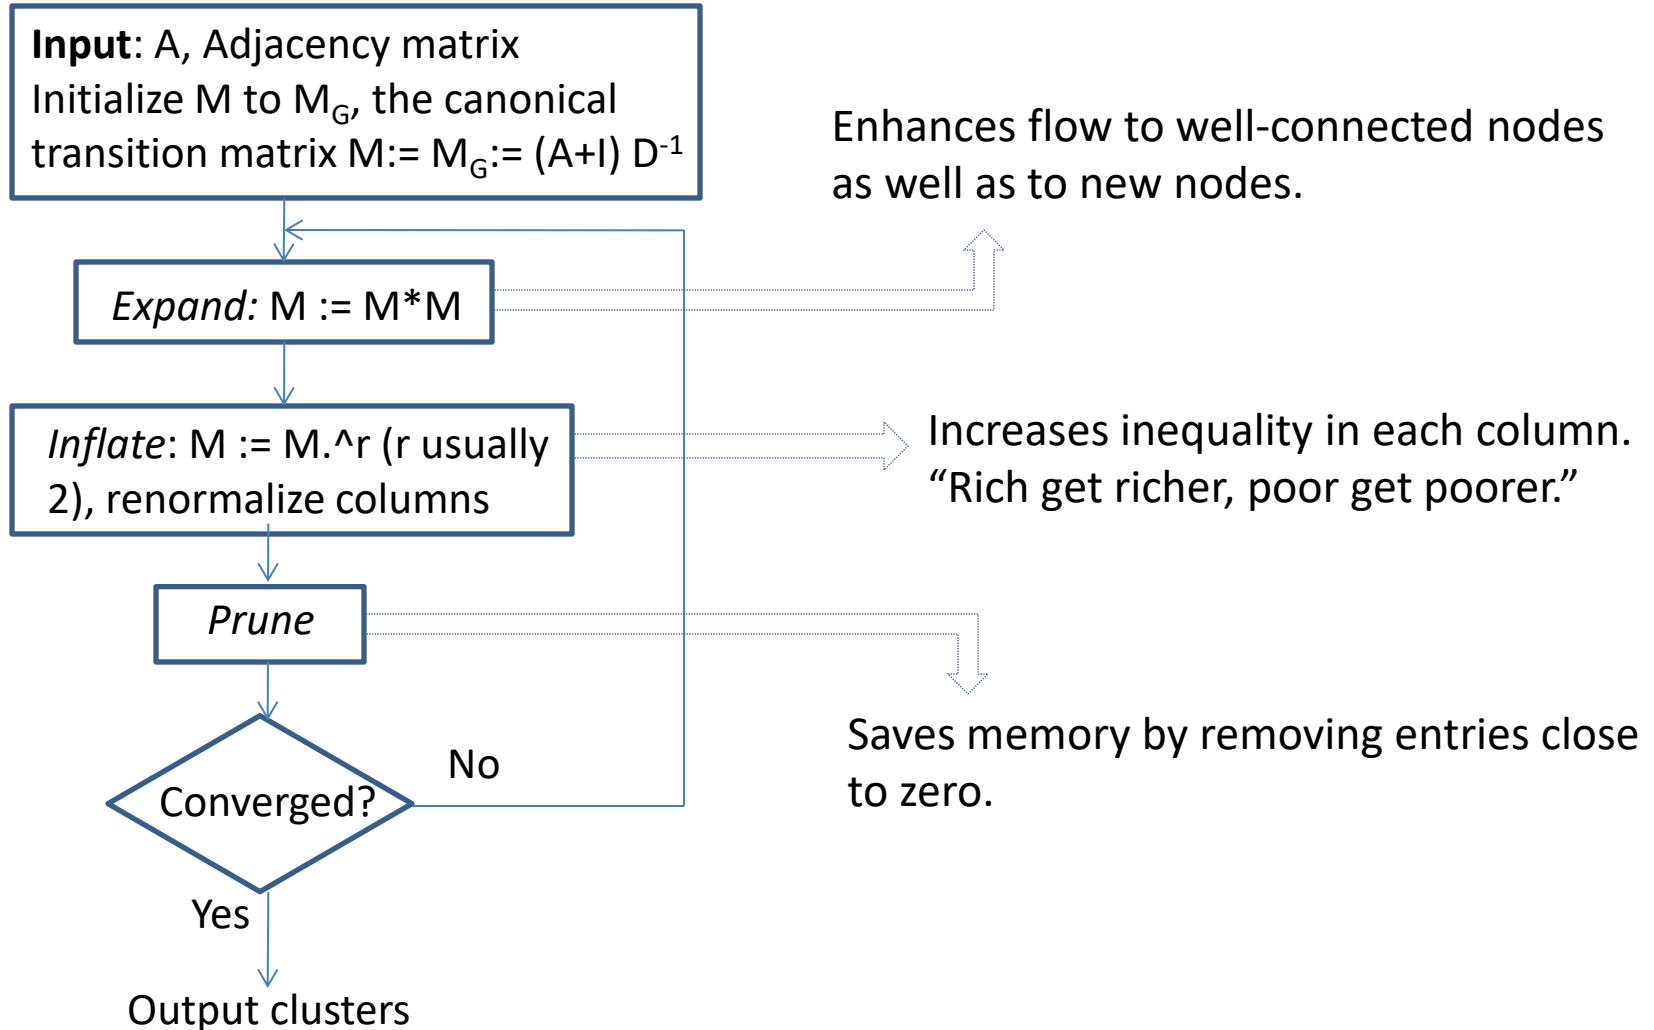 Input: A, Adjacency matrix
Initialize M to M_G, the canonical
transition matrix M:= M_G:= (A+I) D^-1
Enhances flow to well-connected nodes
as well as to new nodes.
Expand: M := M*M
Inflate: M := M.^r (r usually
2), renormalize columns
Increases inequality in each column.
“Rich get richer, poor get poorer.”
Prune
Saves memory by removing entries close
to zero.
No
Converged?
Yes
Output clusters